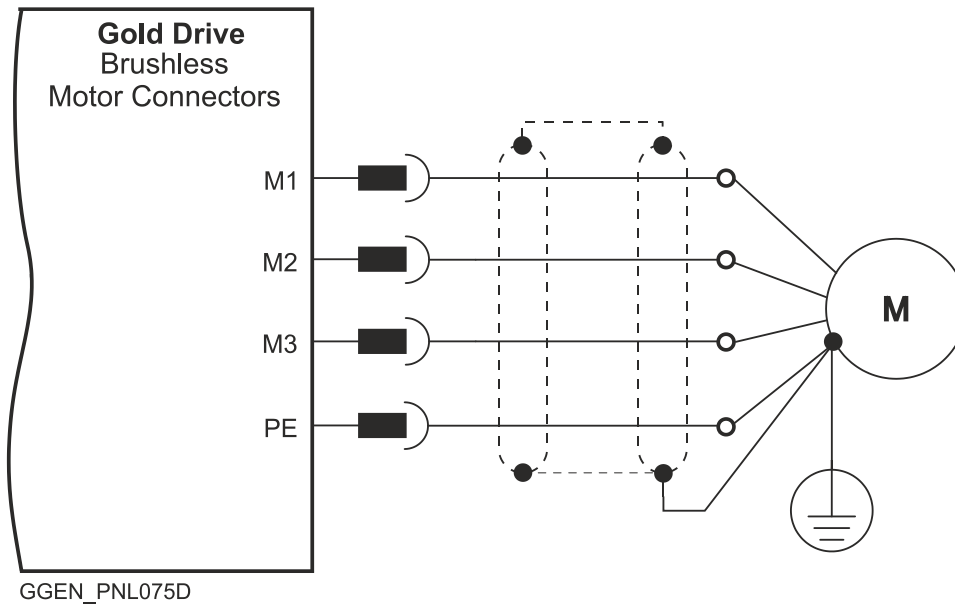 Gold Drive
Brushless
Motor Connectors
M1
M2
M3
PE
M
GGEN_PNL075D